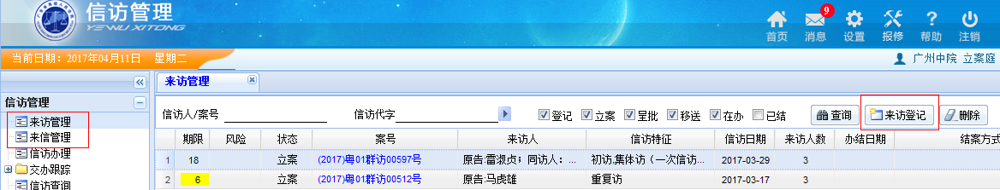 信访管理
YEWU XITONG
9
首页 消息 设置 报修 帮助 注销
当前日期：2017年04月11日 星期二
广州中院 立案庭
信访管理
来访管理
来信管理
信访办理
交办跟踪
信访查询
来访管理
信访人/案号 信访代字 登记 立案 呈批 移送 在办 已结 查询 来访登记 删除
期限 风险 状态 案号 来访人 信访特征 信访日期 来访人数 办结日期 结案方式
1 18 立案 (2017)粤01群访00597号 原告:雷淑贞；同访人：... 初访,集体访（一次信访... 2017-03-29 3
2 6 立案 (2017)粤01群访00512号 原告:马虎雄 重复访 2017-03-17 3